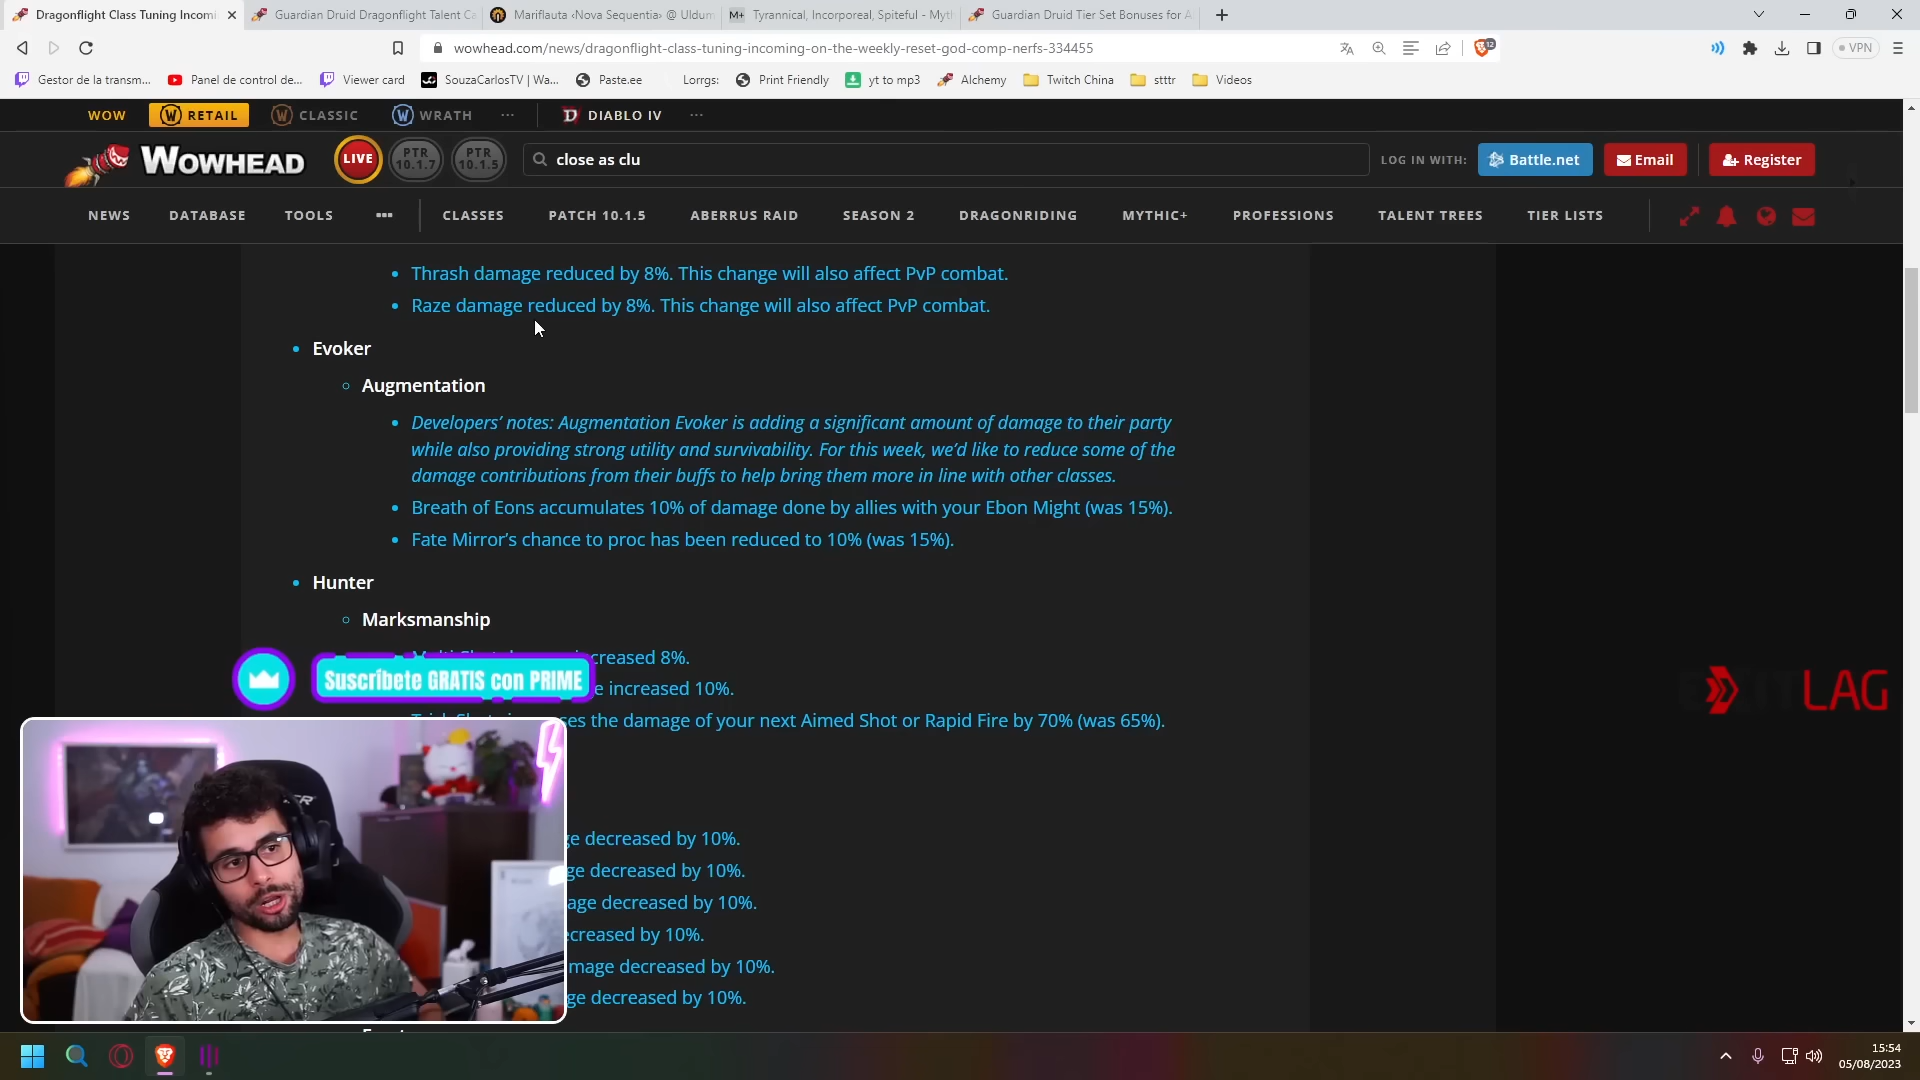 Dragonflight Class Tuning Incomi
Guardian Druid Dragonflight Talent Ca
Mariflauta ‹Nova Sequentia› @ Uldum
M+ Tyrannical, Incorporeal, Spiteful - Myth
Guardian Druid Tier Set Bonuses for A
wowhead.com/news/dragonflight-class-tuning-incoming-on-the-weekly-reset-god-comp-nerfs-334455
12
VPN
Gestor de la transm...
Panel de control de...
Viewer card
SouzaCarlosTV | Wa...
Paste.ee
Lorrgs:
Print Friendly
yt to mp3
Alchemy
Twitch China
stttr
Videos
WOW
RETAIL
CLASSIC
WRATH
...
DIABLO IV
...
WOWHEAD
LIVE
PTR 10.1.7
PTR 10.1.5
close as clu
LOG IN WITH:
Battle.net
Email
Register
NEWS
DATABASE
TOOLS
...
CLASSES
PATCH 10.1.5
ABERRUS RAID
SEASON 2
DRAGONRIDING
MYTHIC+
PROFESSIONS
TALENT TREES
TIER LISTS
Thrash damage reduced by 8%. This change will also affect PvP combat.
Raze damage reduced by 8%. This change will also affect PvP combat.
Evoker
Augmentation
Developers’ notes: Augmentation Evoker is adding a significant amount of damage to their party
while also providing strong utility and survivability. For this week, we’d like to reduce some of the
damage contributions from their buffs to help bring them more in line with other classes.
Breath of Eons accumulates 10% of damage done by allies with your Ebon Might (was 15%).
Fate Mirror’s chance to proc has been reduced to 10% (was 15%).
Hunter
Marksmanship
increased 8%.
Suscríbete GRATIS con PRIME
increased 10%.
the damage of your next Aimed Shot or Rapid Fire by 70% (was 65%).
LAG
decreased by 10%.
decreased by 10%.
decreased by 10%.
decreased by 10%.
decreased by 10%.
decreased by 10%.
15:54
05/08/2023